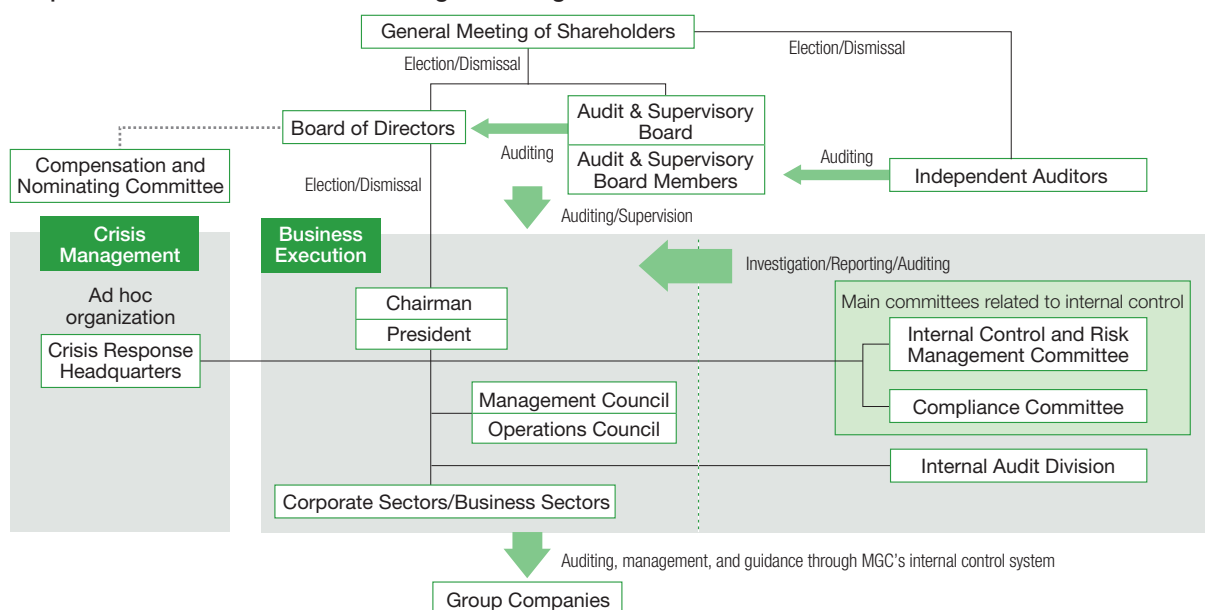 General Meeting of Shareholders
Election/Dismissal
Election/Dismissal
Board of Directors
Audit & Supervisory
Board
Audit & Supervisory
Board Members
Auditing
Auditing
Independent Auditors
Compensation and
Nominating Committee
Election/Dismissal
Auditing/Supervision
Crisis
Management
Business
Execution
Investigation/Reporting/Auditing
Ad hoc
organization
Crisis Response
Headquarters
Chairman
President
Main committees related to internal control
Internal Control and Risk
Management Committee
Compliance Committee
Management Council
Operations Council
Internal Audit Division
Corporate Sectors/Business Sectors
Auditing, management, and guidance through MGC's internal control system
Group Companies